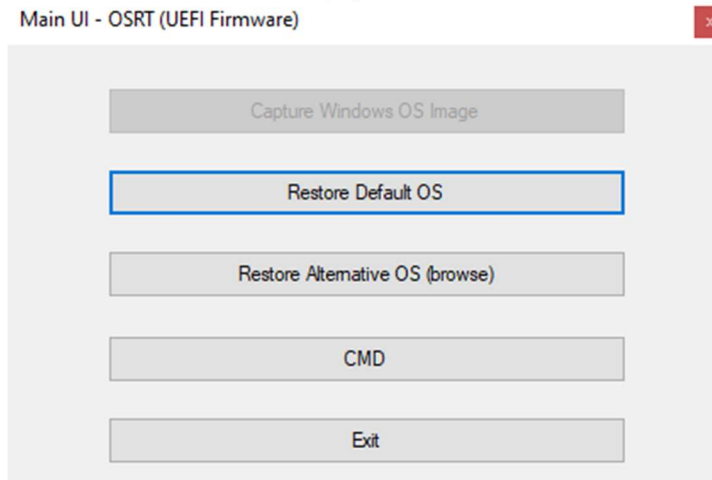 Main UI - OSRT (UEFI Firmware)
Capture Windows OS Image
Restore Default OS
Restore Alternative OS (browse)
CMD
Exit